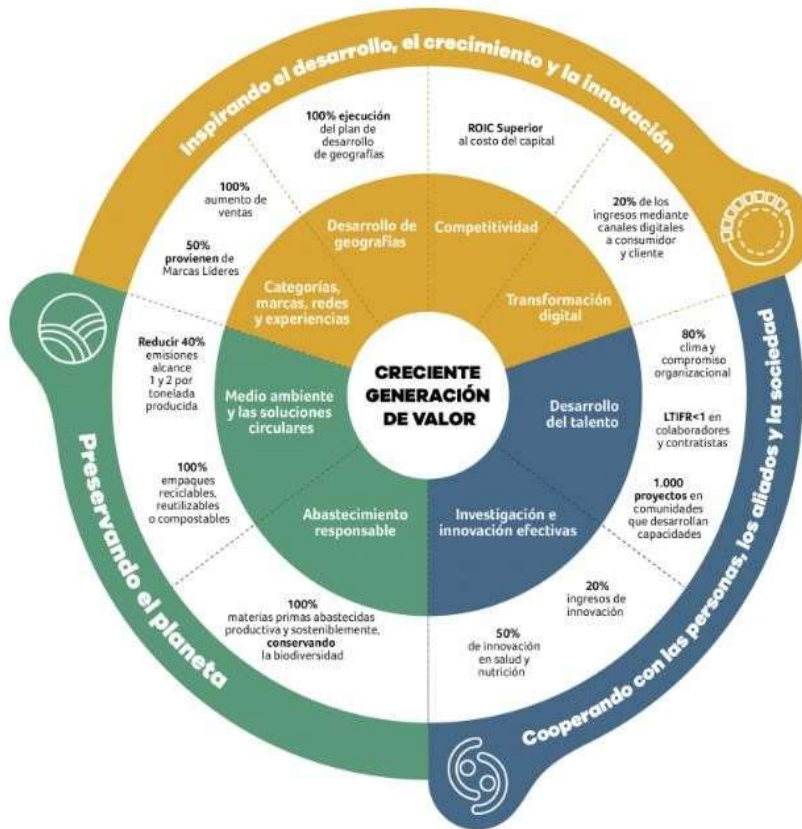 Inspirando el desarrollo, el crecimiento y la innovación
100% ejecución
del plan de
desarrollo
de geografías
ROIC Superior
al costo del capital
100%
aumento de
ventas
50%
provienen de
Marcas Líderes
20% de los
ingresos mediante
canales digitales
a consumidor
y cliente
Desarrollo de
geografías
Competitividad
Categorías,
marcas, redes
y experiencias
Transformación
digital
CRECIENTE
GENERACIÓN
DE VALOR
Reducir 40%
emisiones
alcance
1 y 2 por
tonelada
producida
Medio ambiente
y las soluciones
circulares
100%
empaques
reciclables,
reutilizables
o compostables
Abastecimiento
responsable
100%
materias primas abastecidas
productiva y sosteniblemente,
conservando
la biodiversidad
Preservando el planeta
80%
clima y
compromiso
organizacional
Desarrollo
del talento
LTIFR<1 en
colaboradores
y contratistas
1.000
proyectos en
comunidades
que desarrollan
capacidades
Investigación e
innovación efectivas
20%
ingresos de
innovación
50%
de innovación
en salud y
nutrición
Cooperando con las personas, los aliados y la sociedad